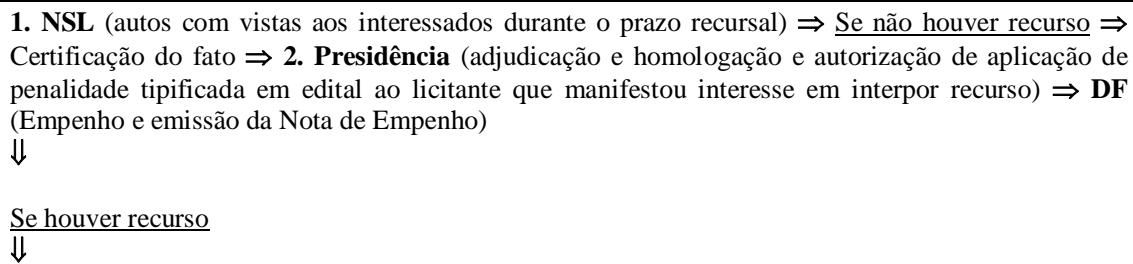 1. NSL (autos com vistas aos interessados durante o prazo recursal) ⇒ Se não houver recurso ⇒
Certificação do fato ⇒ 2. Presidência (adjudicação e homologação e autorização de aplicação de
penalidade tipificada em edital ao licitante que manifestou interesse em interpor recurso) ⇒ DF
(Empenho e emissão da Nota de Empenho)
⇓
Se houver recurso
⇓